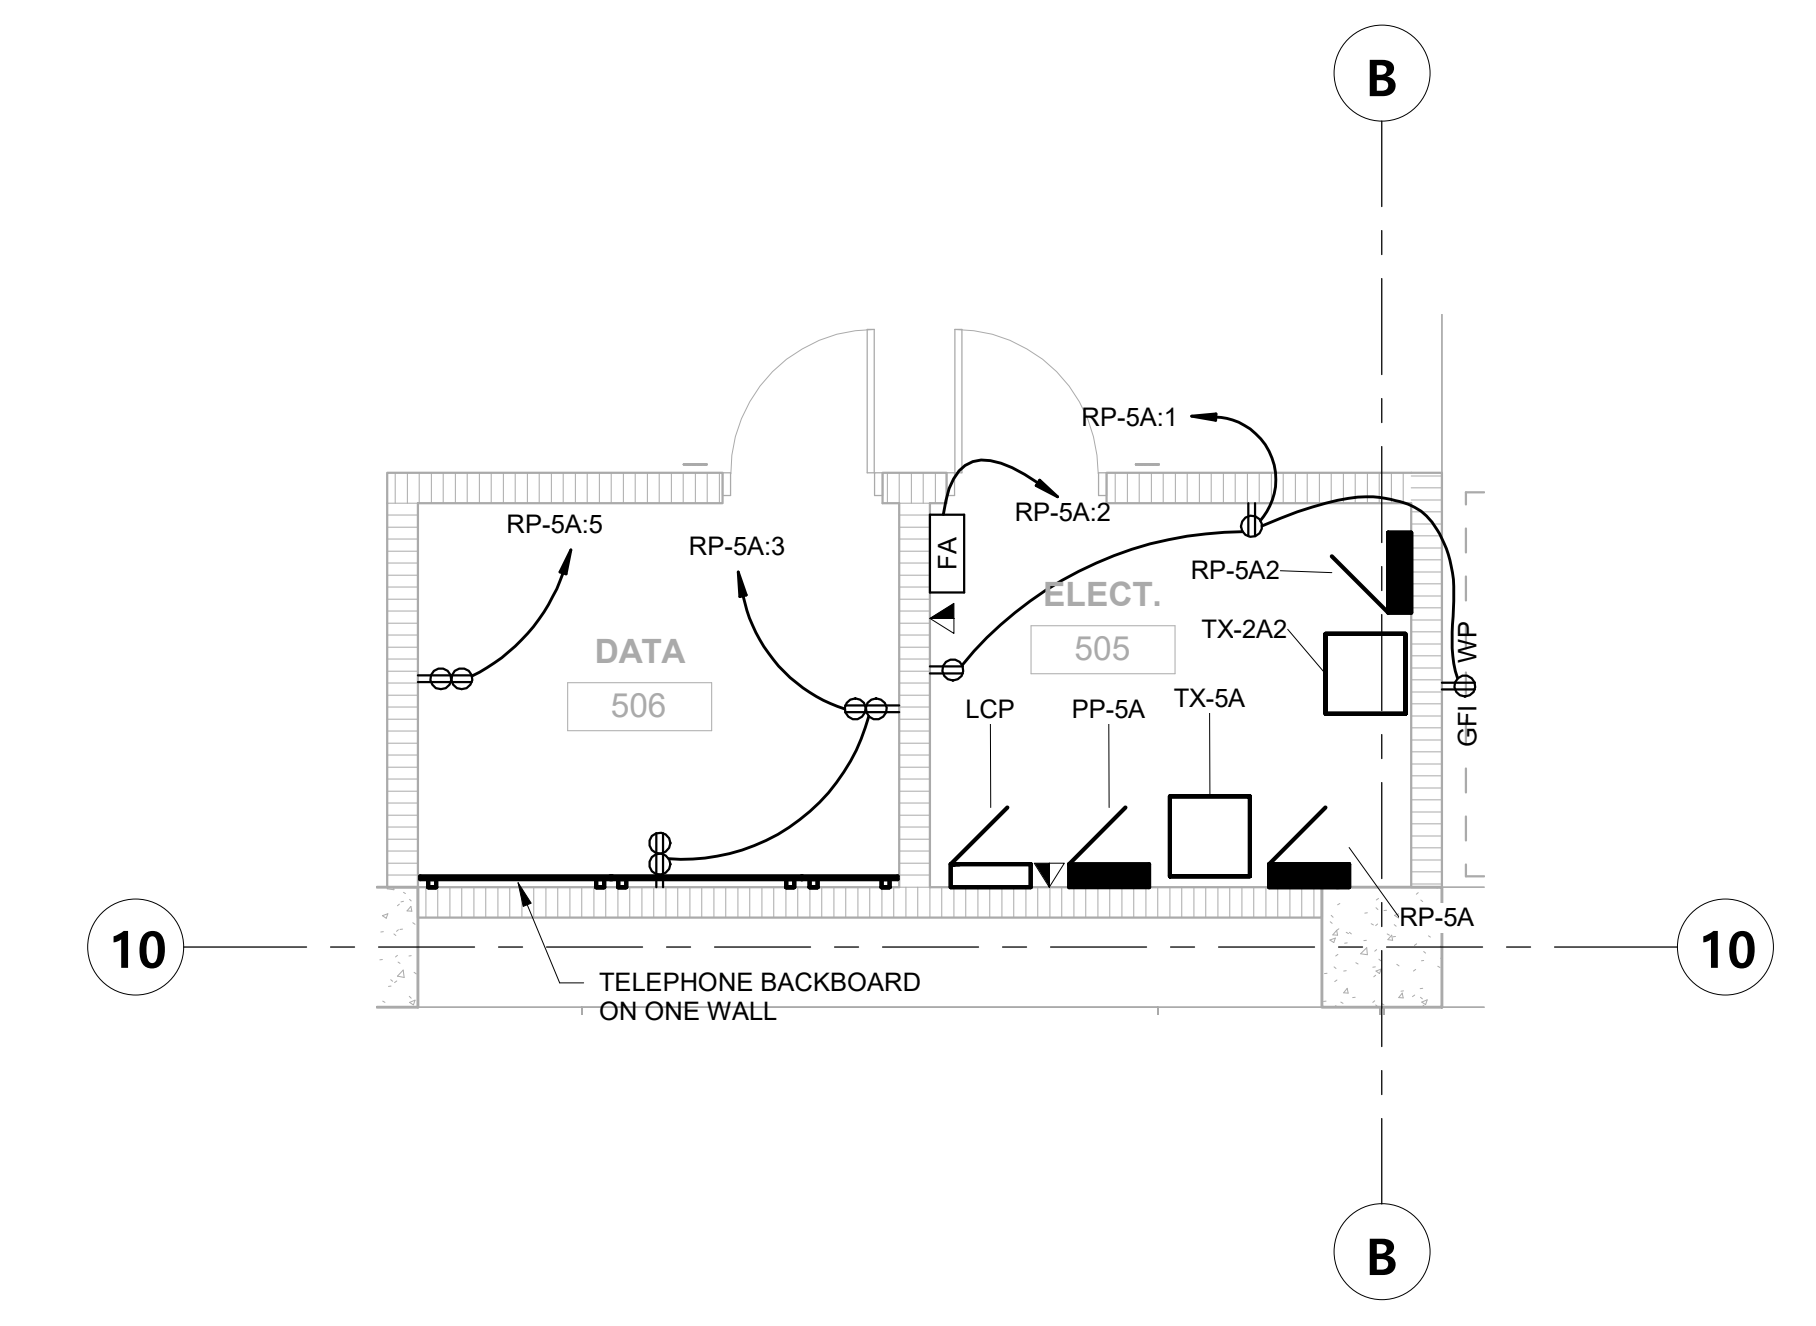 B
RP-5A:1
RP-5A:2
RP-5A:5
RP-5A:3
FA
RP-5A2
ELECT.
505
TX-2A2
DATA
506
GFI WP
TX-5A
LCP
PP-5A
RP-5A
10
10
TELEPHONE BACKBOARD
ON ONE WALL
B